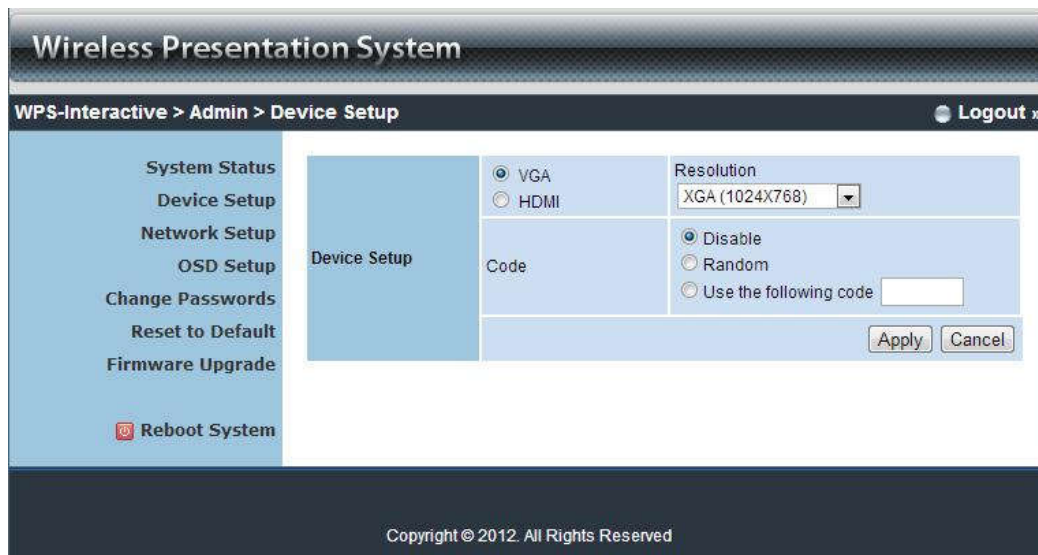 Wireless Presentation System
WPS-Interactive > Admin > Device Setup
Logout »
System Status
Device Setup
Network Setup
OSD Setup
Change Passwords
Reset to Default
Firmware Upgrade
Reboot System
Device Setup
VGA
HDMI
Resolution
XGA (1024X768)
Code
Disable
Random
Use the following code
Apply Cancel
Copyright © 2012. All Rights Reserved